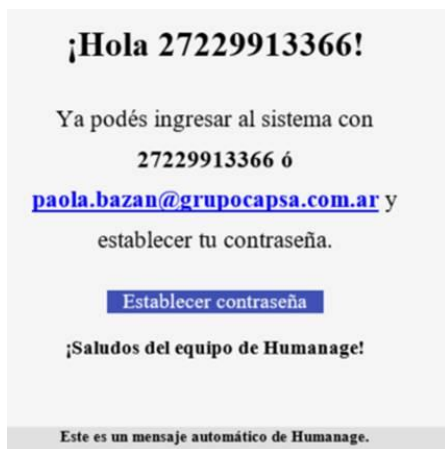 ¡Hola 27229913366!
Ya podés ingresar al sistema con
27229913366 ó
paola.bazan@grupocapsa.com.ar y
establecer tu contraseña.
Establecer contraseña
¡Saludos del equipo de Humanage!
Este es un mensaje automático de Humanage.